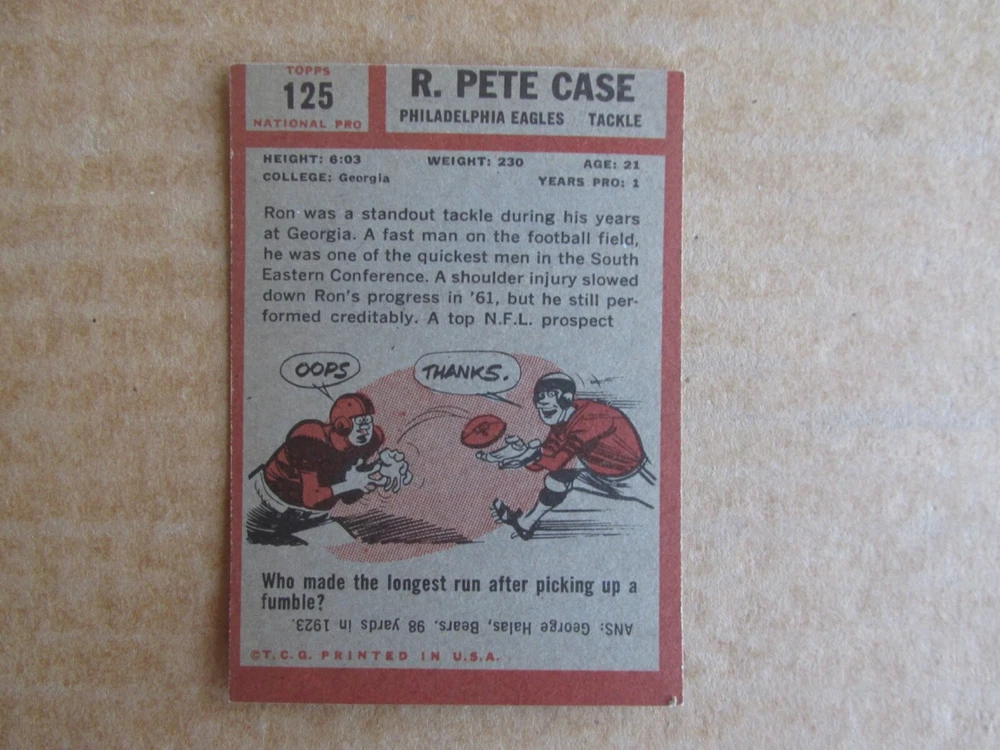 TOPPS
125
NATIONAL PRO
R. PETE CASE
PHILADELPHIA EAGLES TACKLE
HEIGHT: 6:03 WEIGHT: 230 AGE: 21
COLLEGE: Georgia YEARS PRO: 1
Ron was a standout tackle during his years
at Georgia. A fast man on the football field,
he was one of the quickest men in the South
Eastern Conference. A shoulder injury slowed
down Ron's progress in '61, but he still per-
formed creditably. A top N.F.L. prospect
OOPS
THANKS.
Who made the longest run after picking up a
fumble?
ANS: George Halas, Bears. 98 yards in 1923.
©T.C.G. PRINTED IN U.S.A.